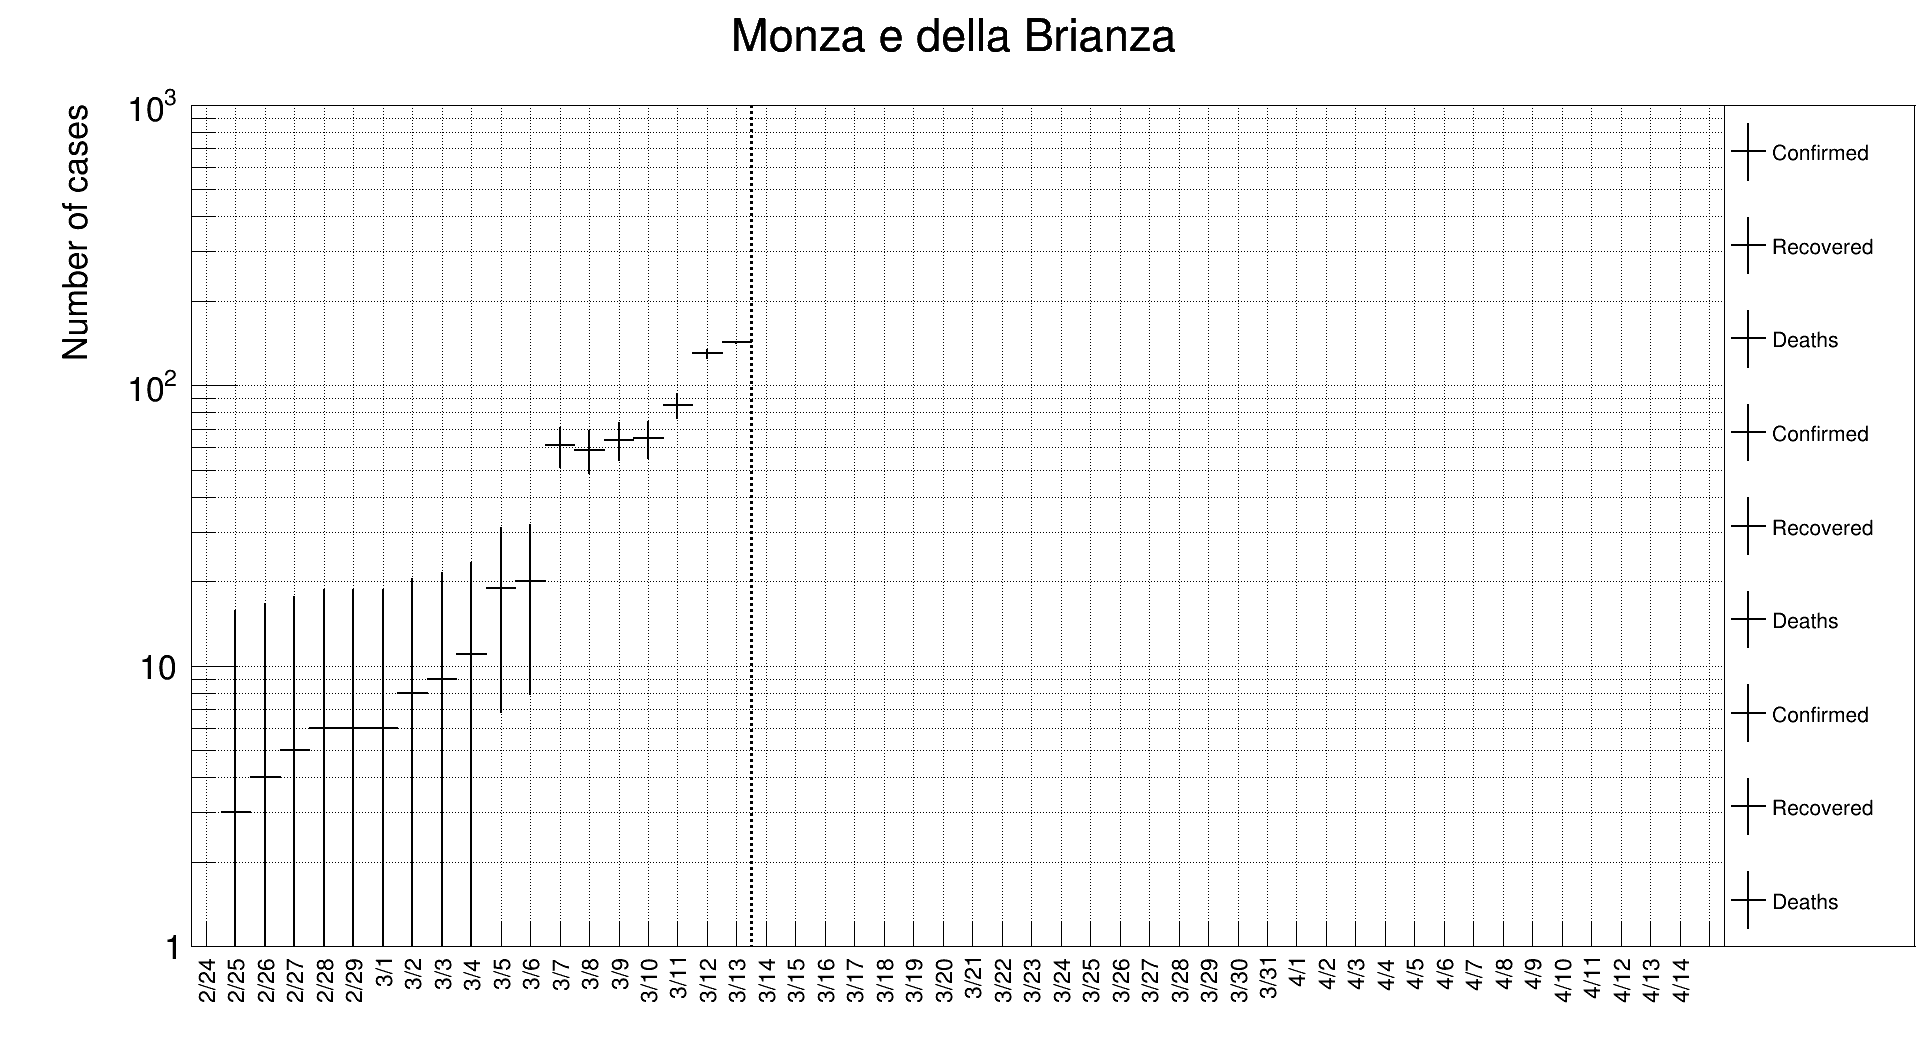 Monza e della Brianza
Number of cases
10³
10²
10
1
Confirmed
Recovered
Deaths
Confirmed
Recovered
Deaths
Confirmed
Recovered
Deaths
2/24 2/25 2/26 2/27 2/28 2/29 3/1 3/2 3/3 3/4 3/5 3/6 3/7 3/8 3/9 3/10 3/11 3/12 3/13 3/14 3/15 3/16 3/17 3/18 3/19 3/20 3/21 3/22 3/23 3/24 3/25 3/26 3/27 3/28 3/29 3/30 3/31 4/1 4/2 4/3 4/4 4/5 4/6 4/7 4/8 4/9 4/10 4/11 4/12 4/13 4/14